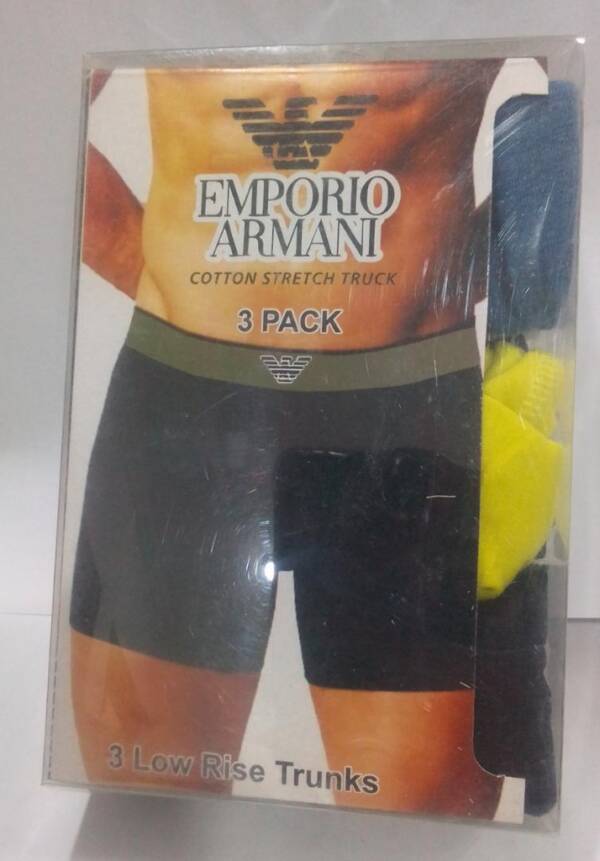 EMPORIO
ARMANI
COTTON STRETCH TRUCK
3 PACK
3 Low Rise Trunks